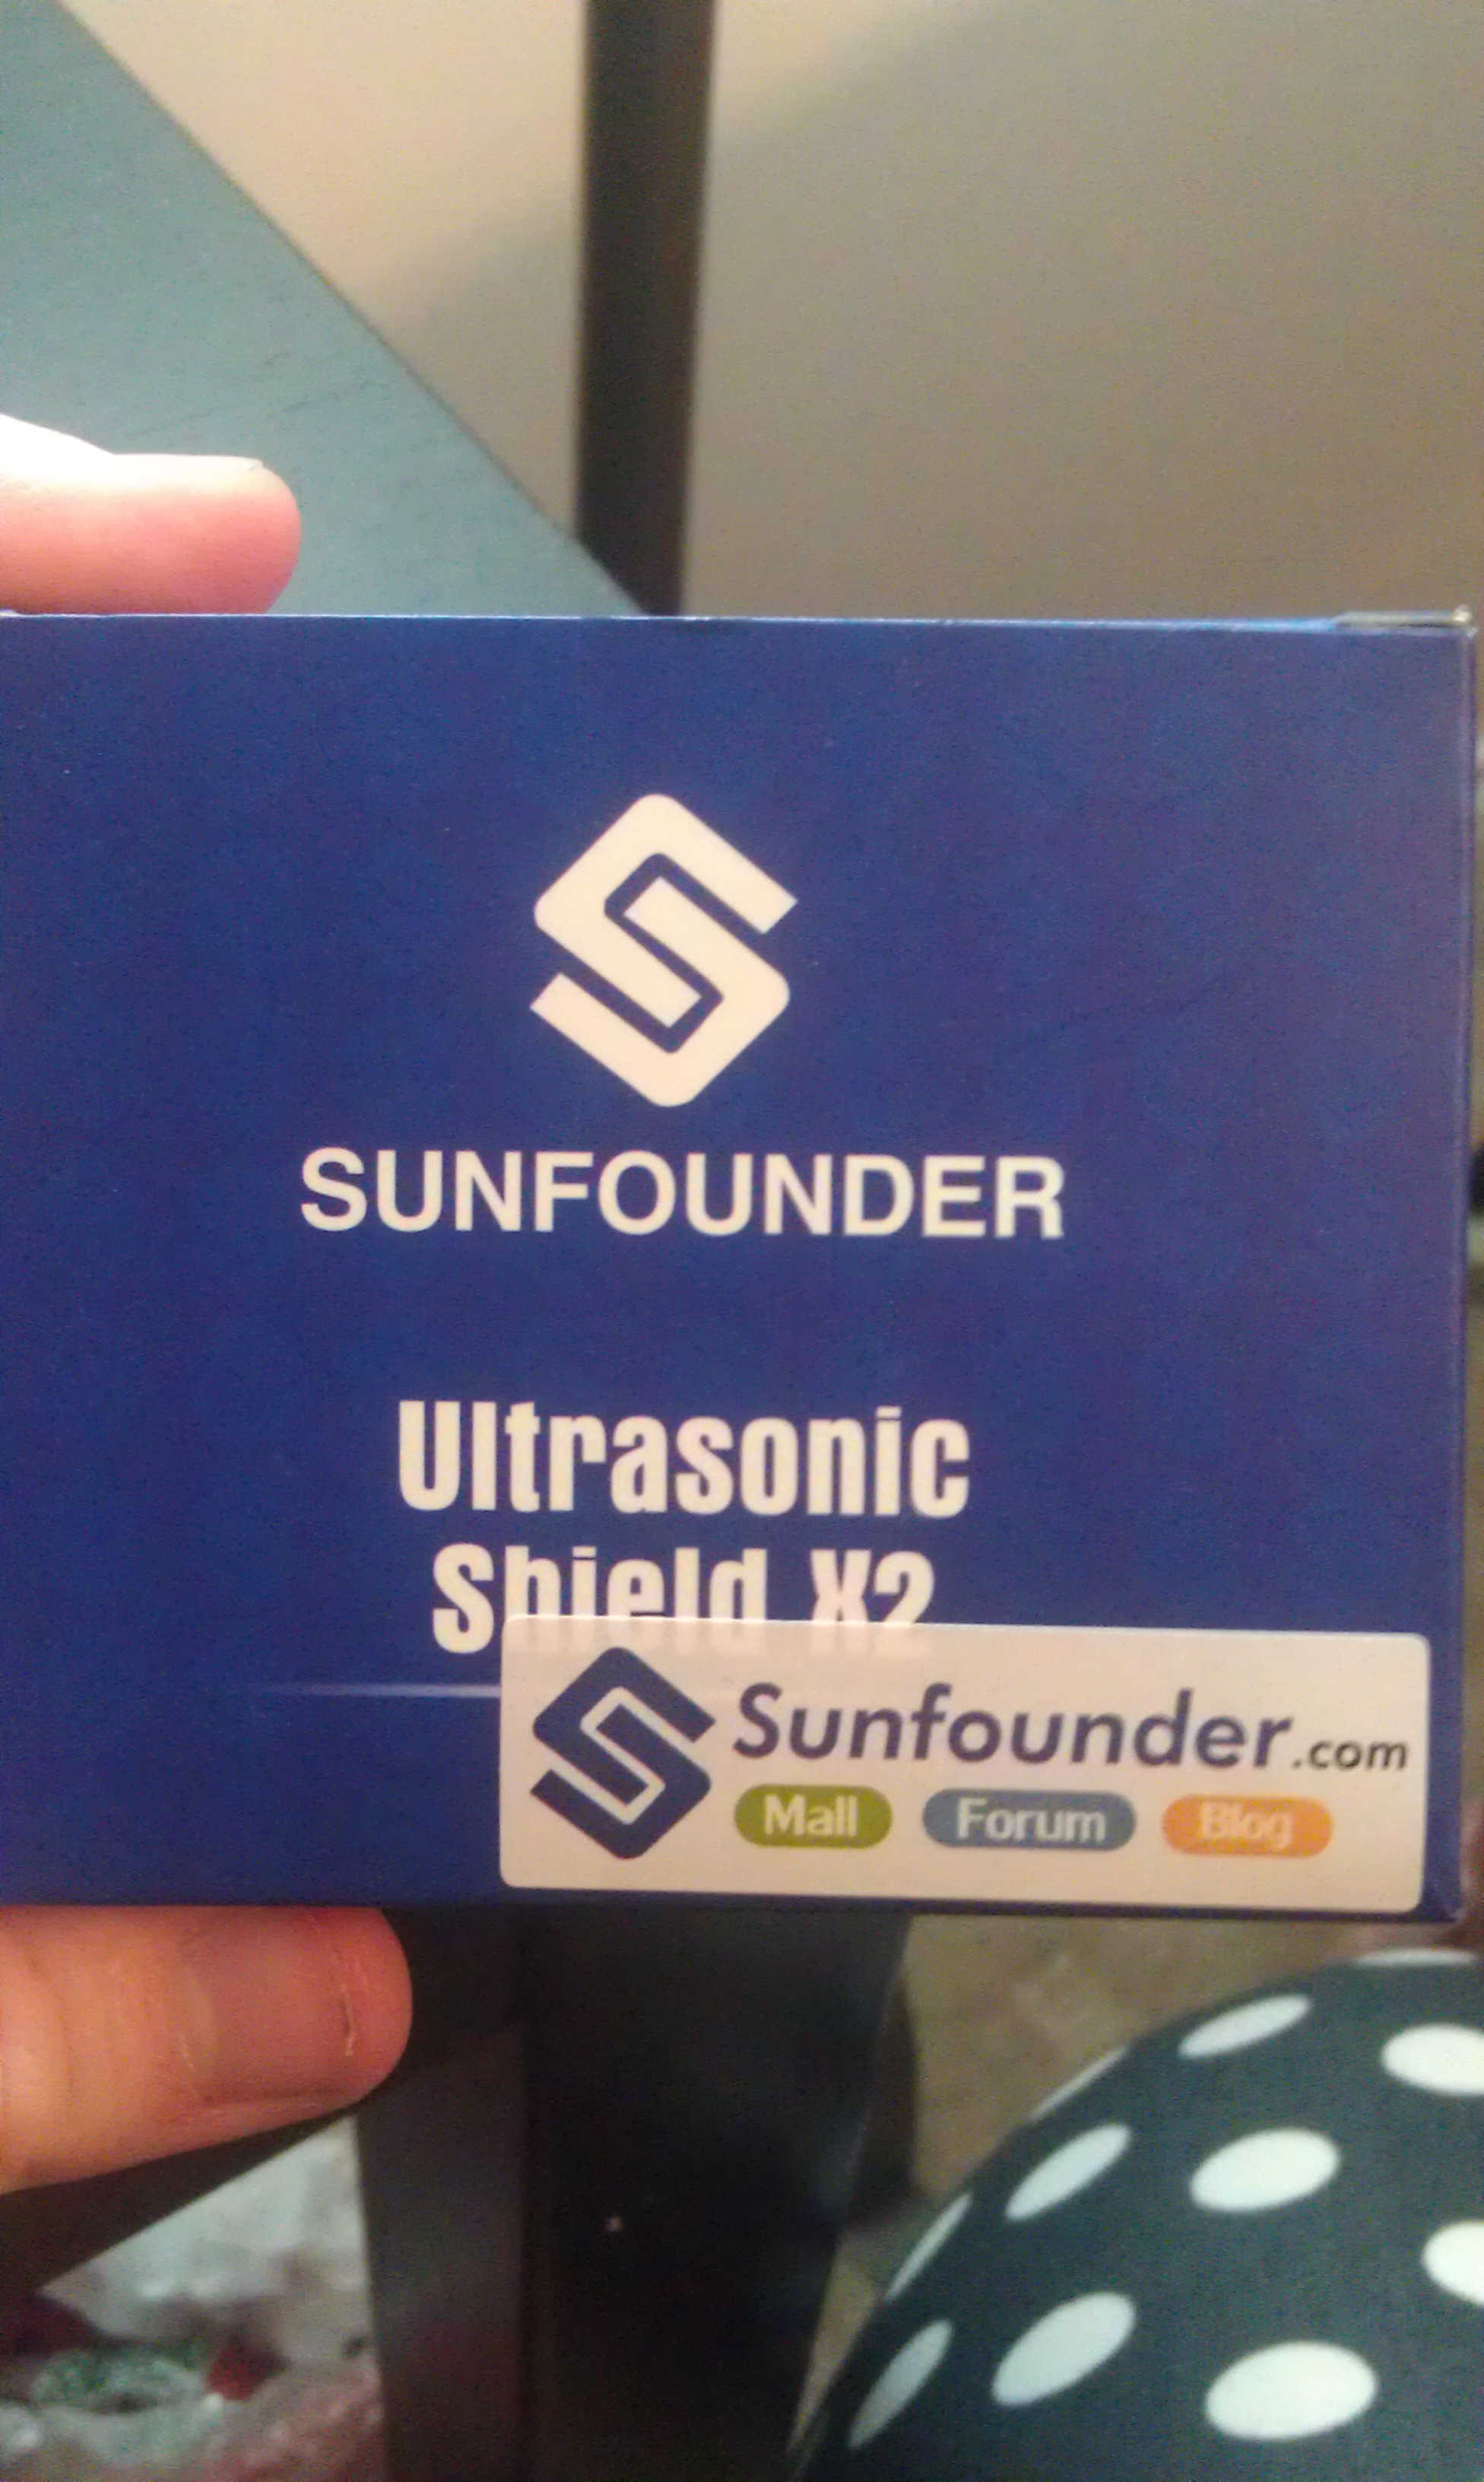 SUNFOUNDER
Ultrasonic
Shield X2
Sunfounder.com
Mall Forum Blog